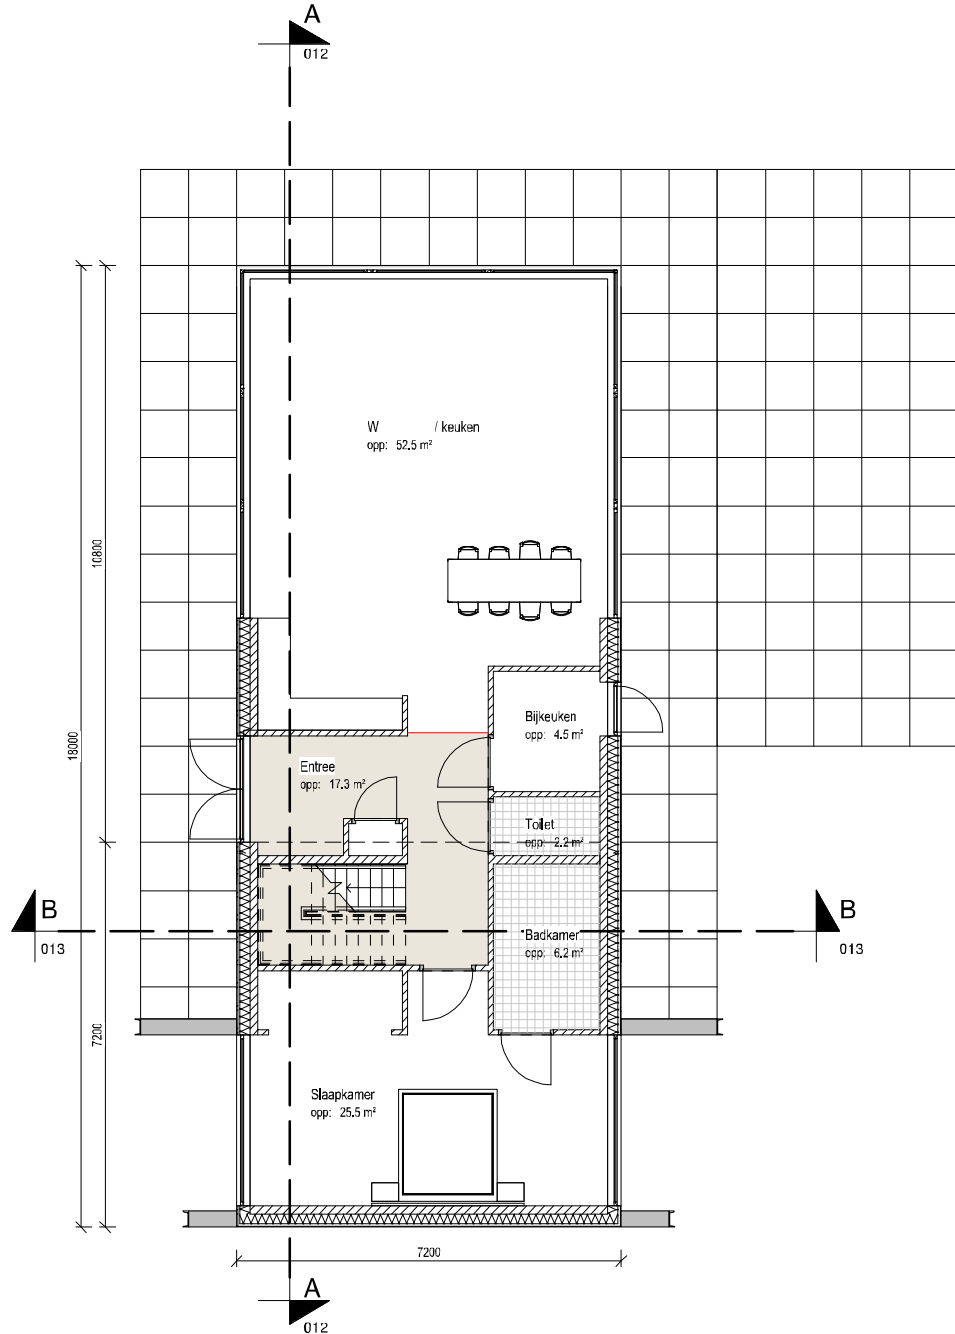 A
012
W / keuken
opp: 52.5 m²
10800
18000
Bijkeuken
opp: 4.5 m²
Entree
opp: 17.3 m²
Toilet
opp: 2.2 m²
B
013
B
013
Badkamer
opp: 6.2 m²
7200
Slaapkamer
opp: 25.5 m²
7200
A
012